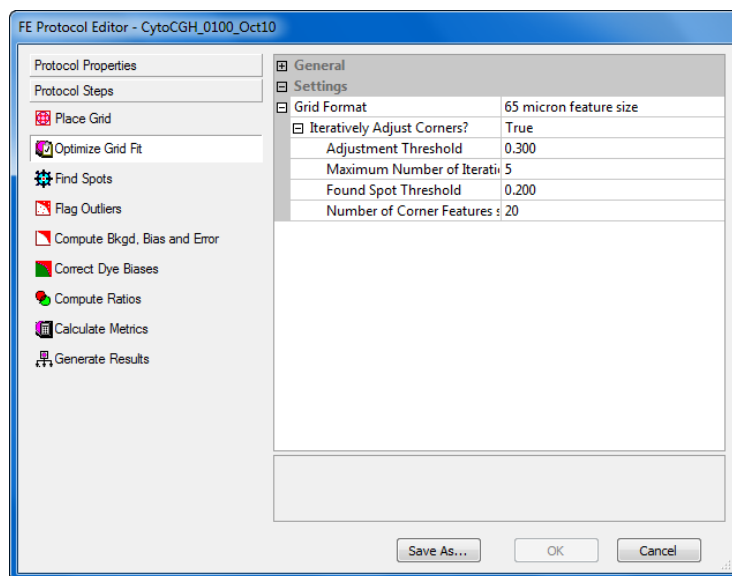 FE Protocol Editor - CytoCGH_0100_Oct10
Protocol Properties
Protocol Steps
Place Grid
Optimize Grid Fit
Find Spots
Flag Outliers
Compute Bkgd, Bias and Error
Correct Dye Biases
Compute Ratios
Calculate Metrics
Generate Results
General
Settings
Grid Format 65 micron feature size
Iteratively Adjust Corners? True
Adjustment Threshold 0.300
Maximum Number of Iterati 5
Found Spot Threshold 0.200
Number of Corner Features s 20
Save As... OK Cancel